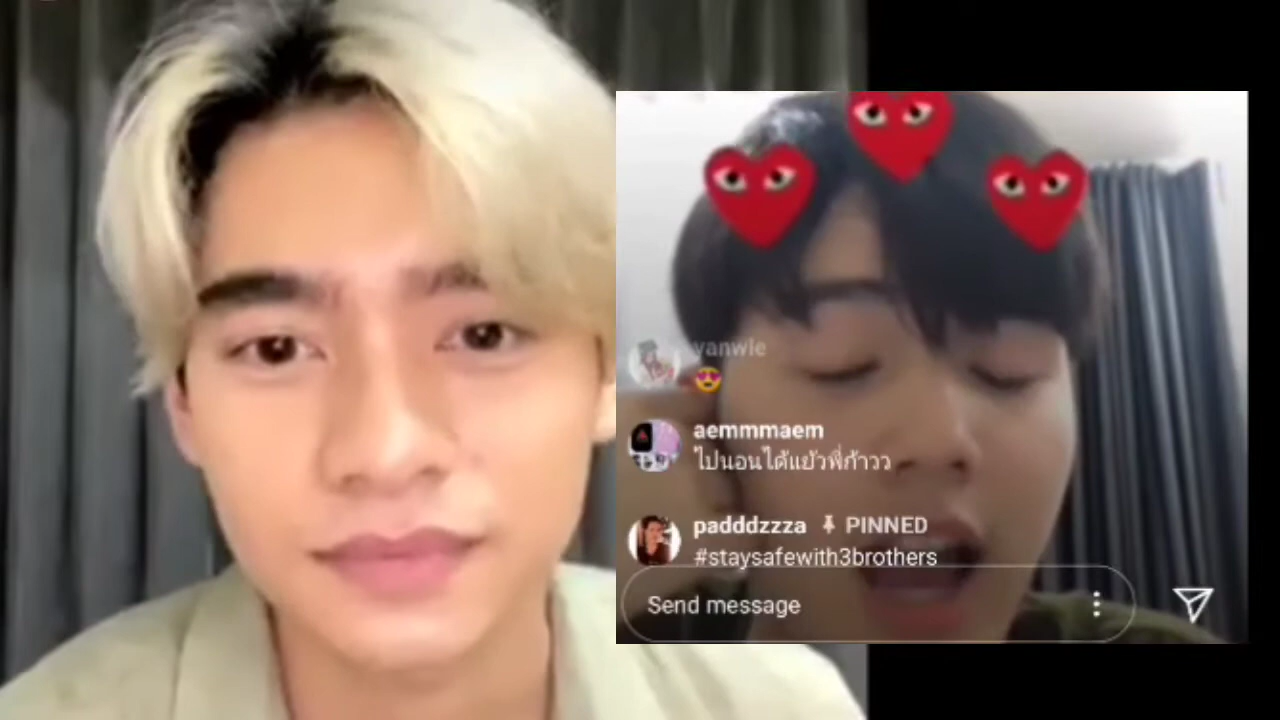 yanwle
aemmmaem
ไปนอนได้แย้วพี่ก้าวว
padddzzza PINNED
#staysafewith3brothers
Send message